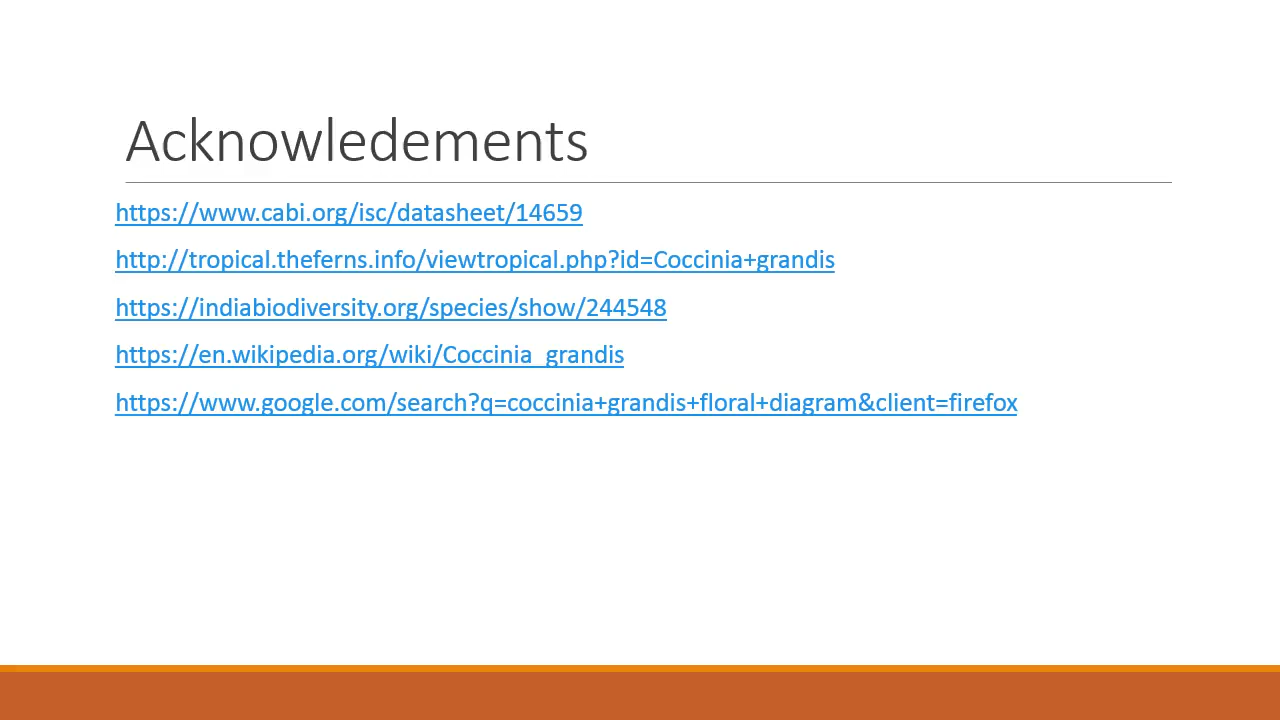 Acknowledements
https://www.cabi.org/isc/datasheet/14659
http://tropical.theferns.info/viewtropical.php?id=Coccinia+grandis
https://indiabiodiversity.org/species/show/244548
https://en.wikipedia.org/wiki/Coccinia_grandis
https://www.google.com/search?q=coccinia+grandis+floral+diagram&client=firefox